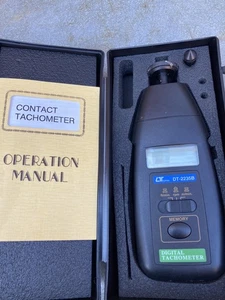 CONTACT
TACHOMETER
OPERATION
MANUAL
DT-2235B
MEMORY
DIGITAL
TACHOMETER